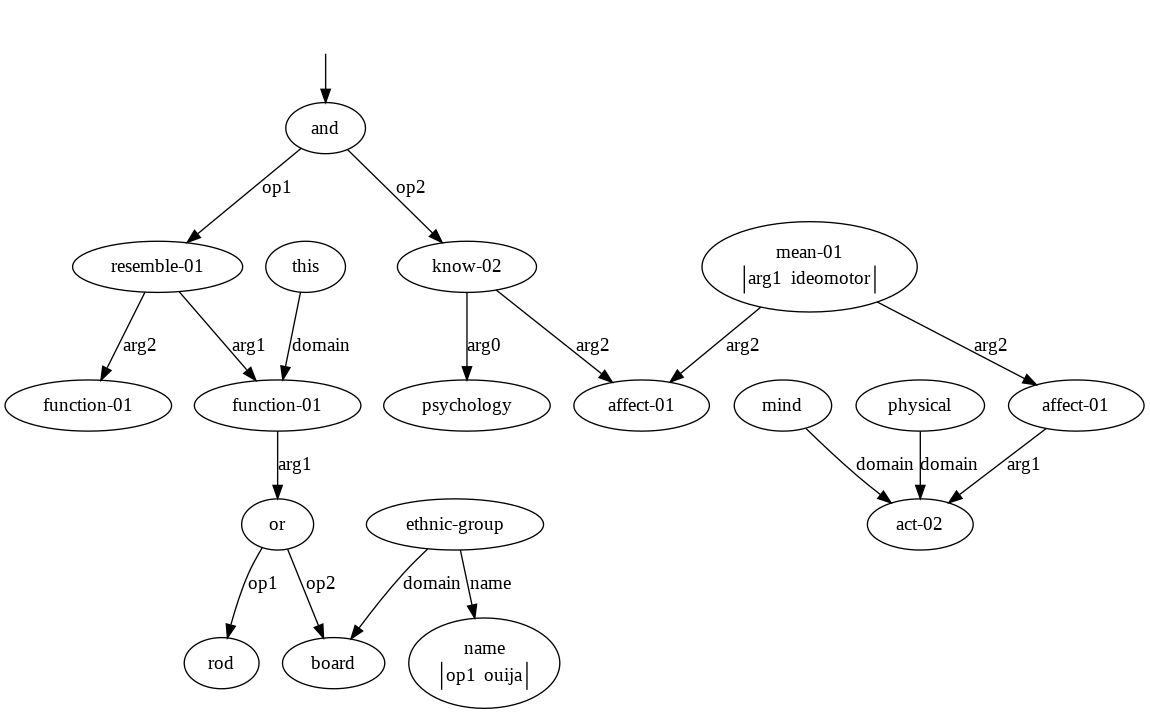 and
op1
op2
resemble-01
this
know-02
mean-01
arg1 ideomotor
arg2
arg1
domain
arg0
arg2
arg2
arg2
function-01
function-01
psychology
affect-01
mind
physical
affect-01
arg1
domain
domain
arg1
or
ethnic-group
act-02
op1
op2
domain
name
rod
board
name
op1 ouija